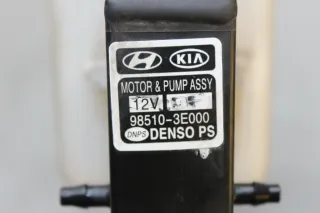 KIA
MOTOR & PUMP ASSY
12V
98510-3E000
DNPS DENSO PS